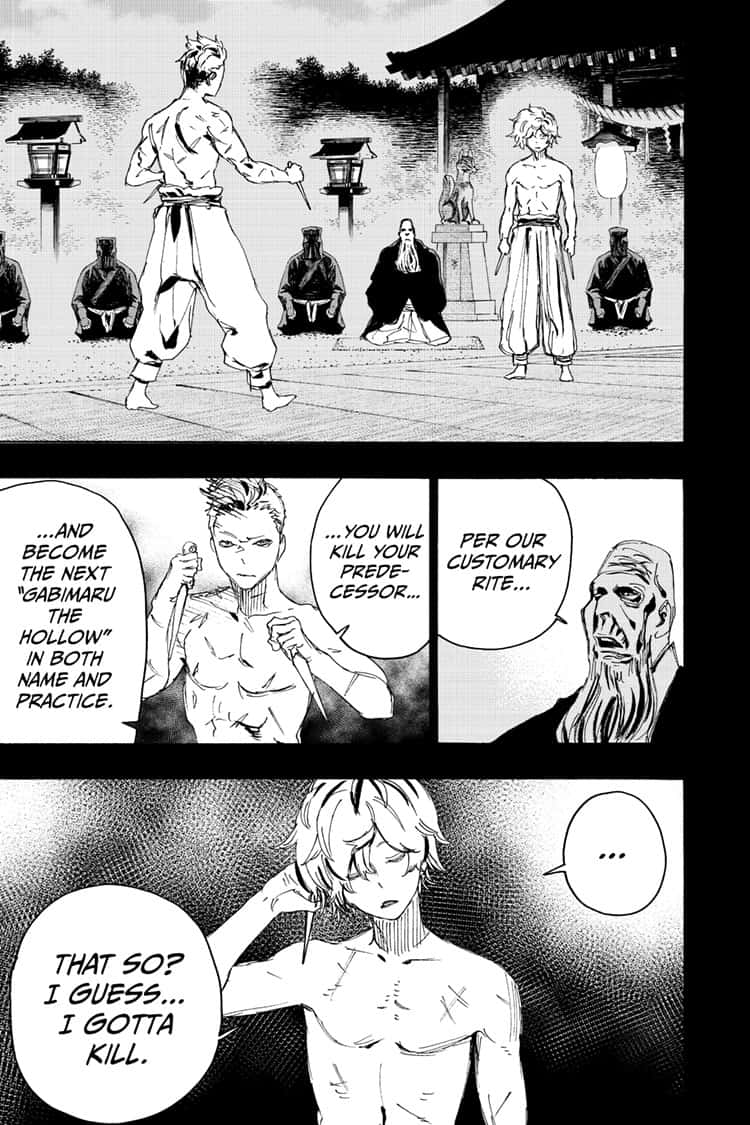 PER OUR
CUSTOMARY
RITE...
...YOU WILL
KILL YOUR
PREDE-
CESSOR...
...AND
BECOME
THE NEXT
"GABIMARU
THE
HOLLOW"
IN BOTH
NAME AND
PRACTICE.
...
THAT SO?
I GUESS...
I GOTTA
KILL.